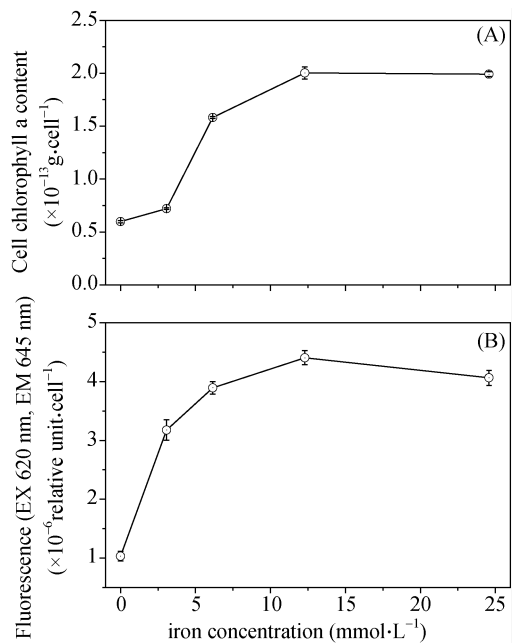 (A)
Cell chlorophyll a content
(×10⁻¹³g·cell⁻¹)
2.5
2.0
1.5
1.0
0.5
0.0
(B)
Fluorescence (EX 620 nm, EM 645 nm)
(×10⁻⁶relative unit·cell⁻¹)
5
4
3
2
1
0 5 10 15 20 25
iron concentration (mmol·L⁻¹)